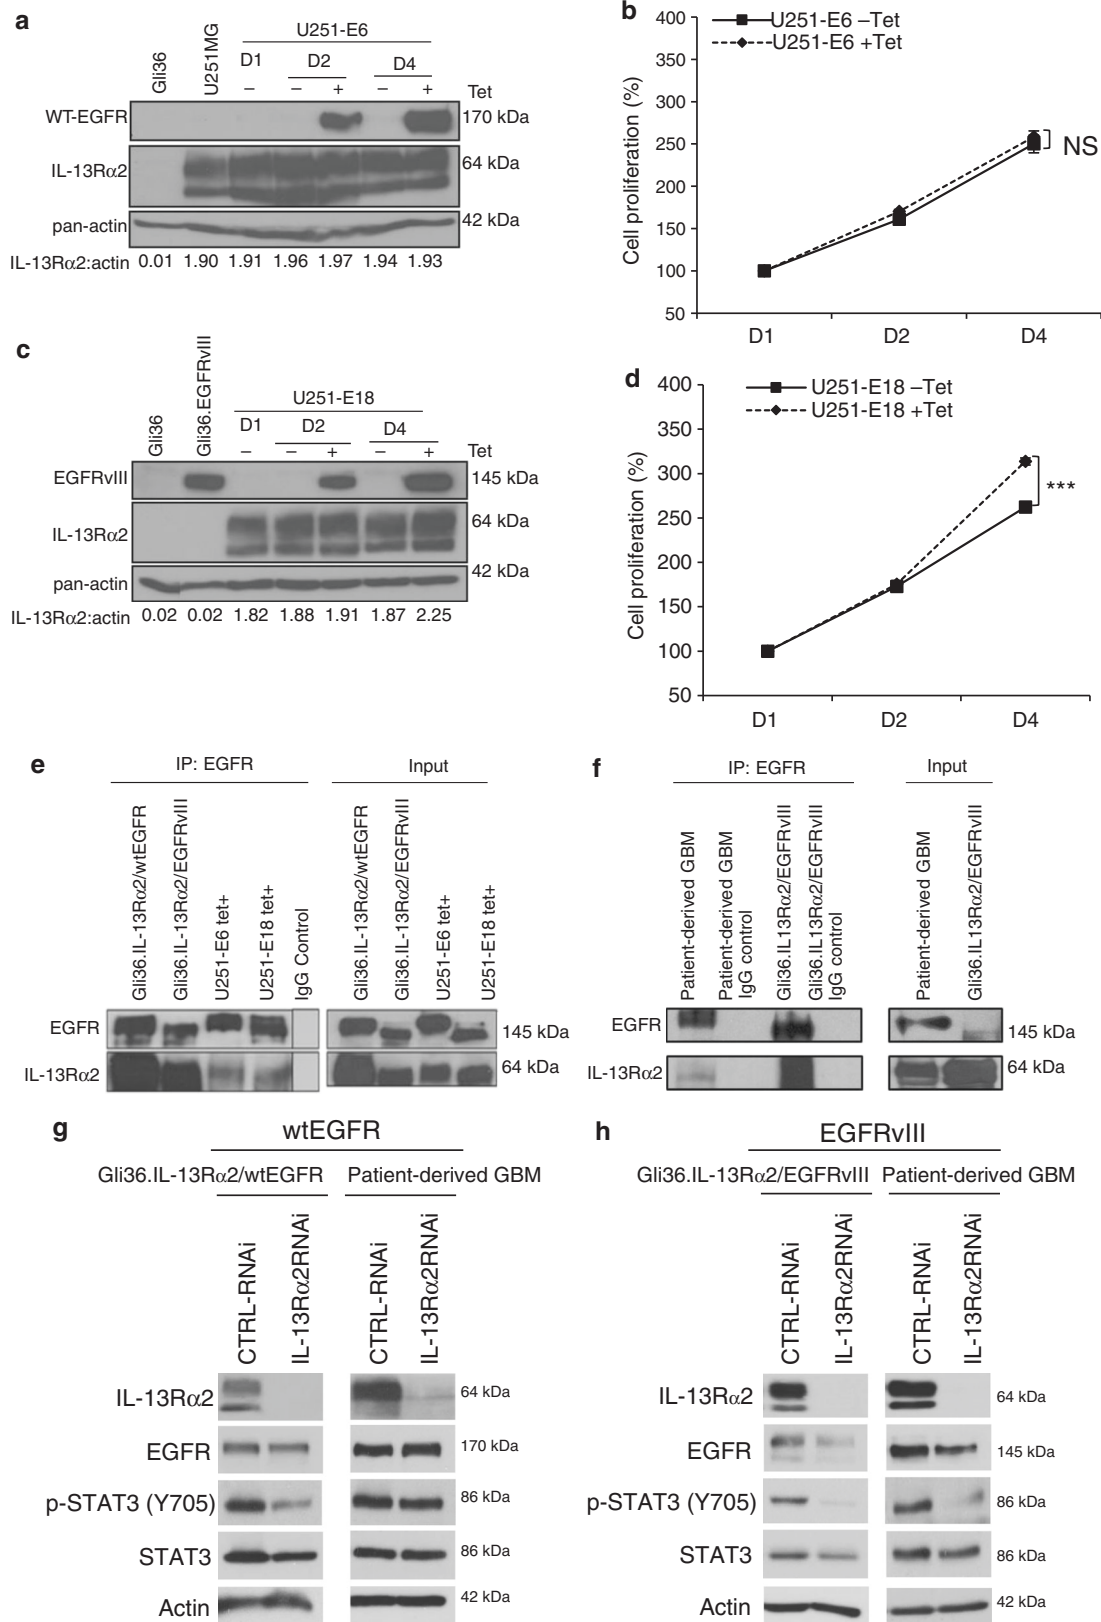 a
U251-E6
Gli36
U251MG
D1 D2 D4
– – + – + Tet
WT-EGFR 170 kDa
IL-13Rα2 64 kDa
pan-actin 42 kDa
IL-13Rα2:actin 0.01 1.90 1.91 1.96 1.97 1.94 1.93
b
U251-E6 –Tet
U251-E6 +Tet
Cell proliferation (%)
400
350
300
250
200
150
100
50
NS
D1 D2 D4
c
Gli36
Gli36.EGFRvIII
U251-E18
D1 D2 D4
– – + – + Tet
EGFRvIII 145 kDa
IL-13Rα2 64 kDa
pan-actin 42 kDa
IL-13Rα2:actin 0.02 0.02 1.82 1.88 1.91 1.87 2.25
d
U251-E18 –Tet
U251-E18 +Tet
Cell proliferation (%)
400
350
300
250
200
150
100
50
***
D1 D2 D4
e
IP: EGFR Input
Gli36.IL-13Rα2/wtEGFR
Gli36.IL-13Rα2/EGFRvIII
U251-E6 tet+
U251-E18 tet+
IgG Control
Gli36.IL-13Rα2/wtEGFR
Gli36.IL-13Rα2/EGFRvIII
U251-E6 tet+
U251-E18 tet+
EGFR 145 kDa
IL-13Rα2 64 kDa
f
IP: EGFR Input
Patient-derived GBM
Patient-derived GBM
IgG control
Gli36.IL13Rα2/EGFRvIII
Gli36.IL13Rα2/EGFRvIII
IgG control
Patient-derived GBM
Gli36.IL13Rα2/EGFRvIII
EGFR 145 kDa
IL-13Rα2 64 kDa
g
wtEGFR
Gli36.IL-13Rα2/wtEGFR Patient-derived GBM
CTRL-RNAi
IL-13Rα2RNAi
CTRL-RNAi
IL-13Rα2RNAi
IL-13Rα2 64 kDa
EGFR 170 kDa
p-STAT3 (Y705) 86 kDa
STAT3 86 kDa
Actin 42 kDa
h
EGFRvIII
Gli36.IL-13Rα2/EGFRvIII Patient-derived GBM
CTRL-RNAi
IL-13Rα2RNAi
CTRL-RNAi
IL-13Rα2RNAi
IL-13Rα2 64 kDa
EGFR 145 kDa
p-STAT3 (Y705) 86 kDa
STAT3 86 kDa
Actin 42 kDa